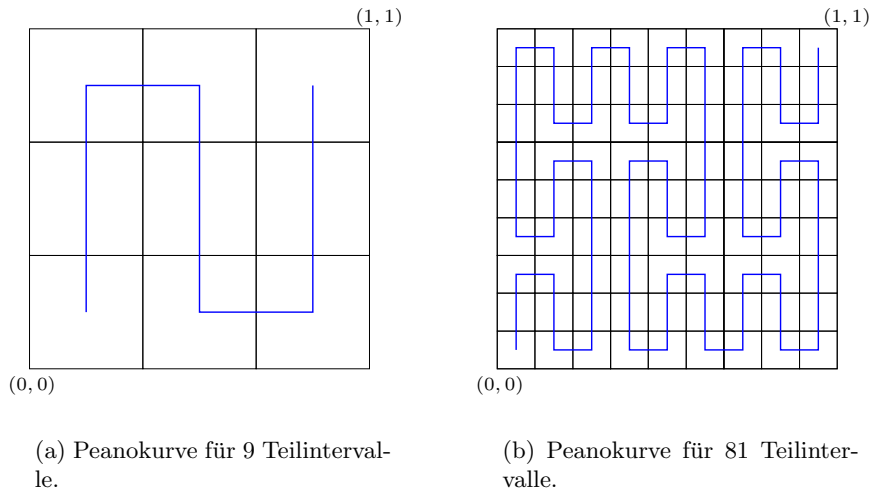 (1, 1)
(0, 0)
(a) Peanokurve für 9 Teilinterval-
le.
(1, 1)
(0, 0)
(b) Peanokurve für 81 Teilinter-
valle.